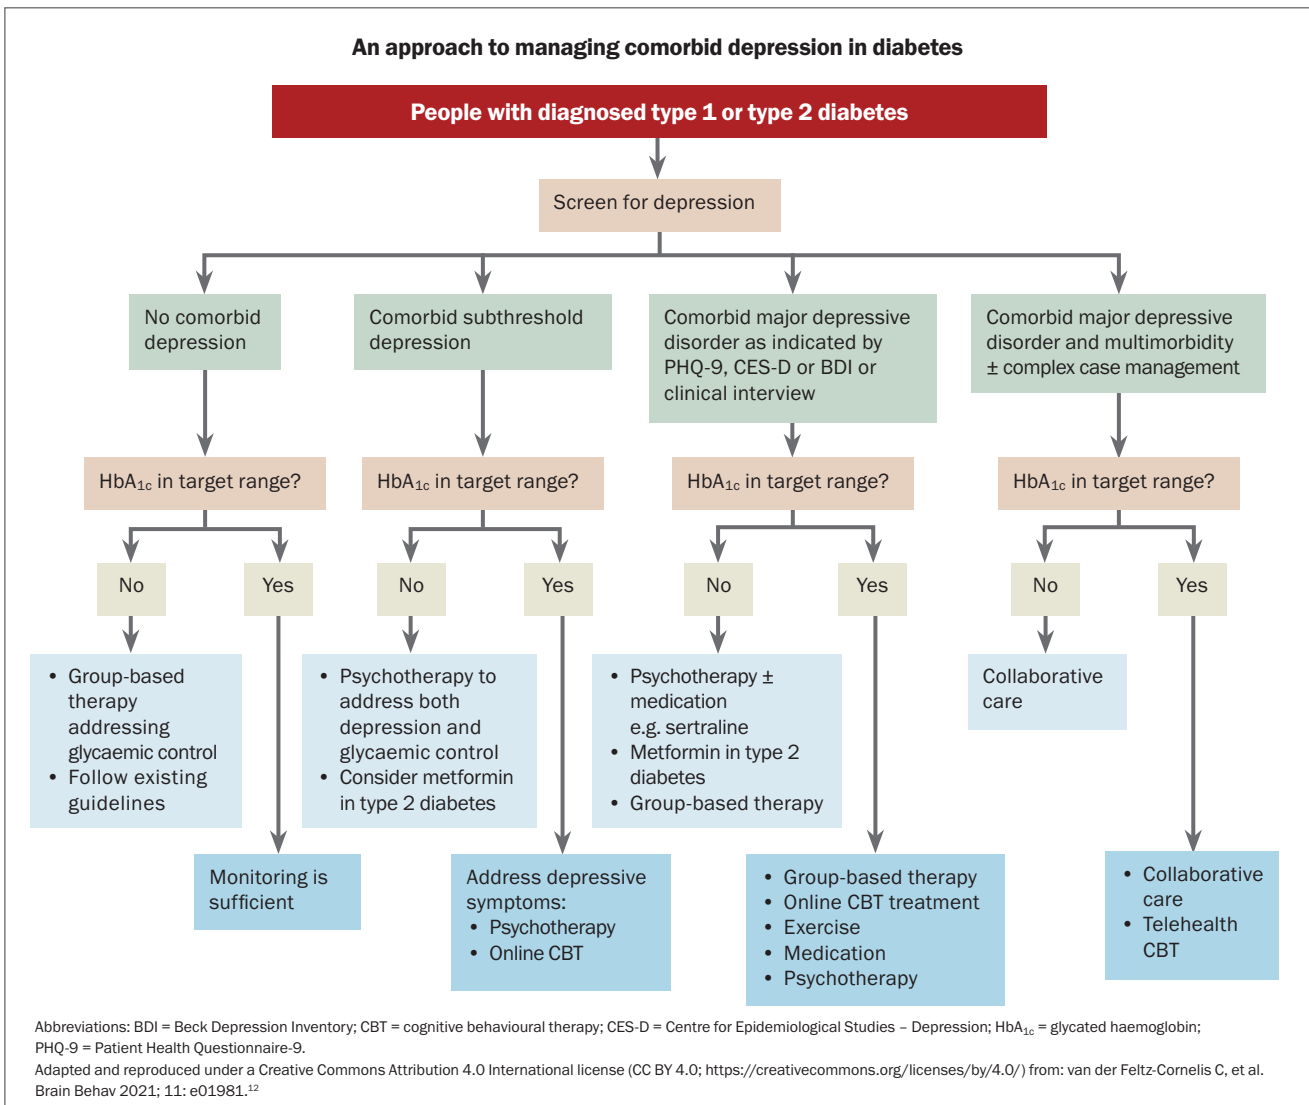 An approach to managing comorbid depression in diabetes
People with diagnosed type 1 or type 2 diabetes
Screen for depression
No comorbid
depression
Comorbid subthreshold
depression
Comorbid major depressive
disorder as indicated by
PHQ-9, CES-D or BDI or
clinical interview
Comorbid major depressive
disorder and multimorbidity
± complex case management
HbA1c in target range?
HbA1c in target range?
HbA1c in target range?
HbA1c in target range?
No
Yes
No
Yes
No
Yes
No
Yes
• Group-based
therapy
addressing
glycaemic control
• Follow existing
guidelines
• Psychotherapy to
address both
depression and
glycaemic control
• Consider metformin
in type 2 diabetes
• Psychotherapy ±
medication
e.g. sertraline
• Metformin in type 2
diabetes
• Group-based therapy
Collaborative
care
Monitoring is
sufficient
Address depressive
symptoms:
• Psychotherapy
• Online CBT
• Group-based therapy
• Online CBT treatment
• Exercise
• Medication
• Psychotherapy
• Collaborative
care
• Telehealth
CBT
Abbreviations: BDI = Beck Depression Inventory; CBT = cognitive behavioural therapy; CES-D = Centre for Epidemiological Studies – Depression; HbA1c = glycated haemoglobin;
PHQ-9 = Patient Health Questionnaire-9.
Adapted and reproduced under a Creative Commons Attribution 4.0 International license (CC BY 4.0; https://creativecommons.org/licenses/by/4.0/) from: van der Feltz-Cornelis C, et al.
Brain Behav 2021; 11: e01981.12